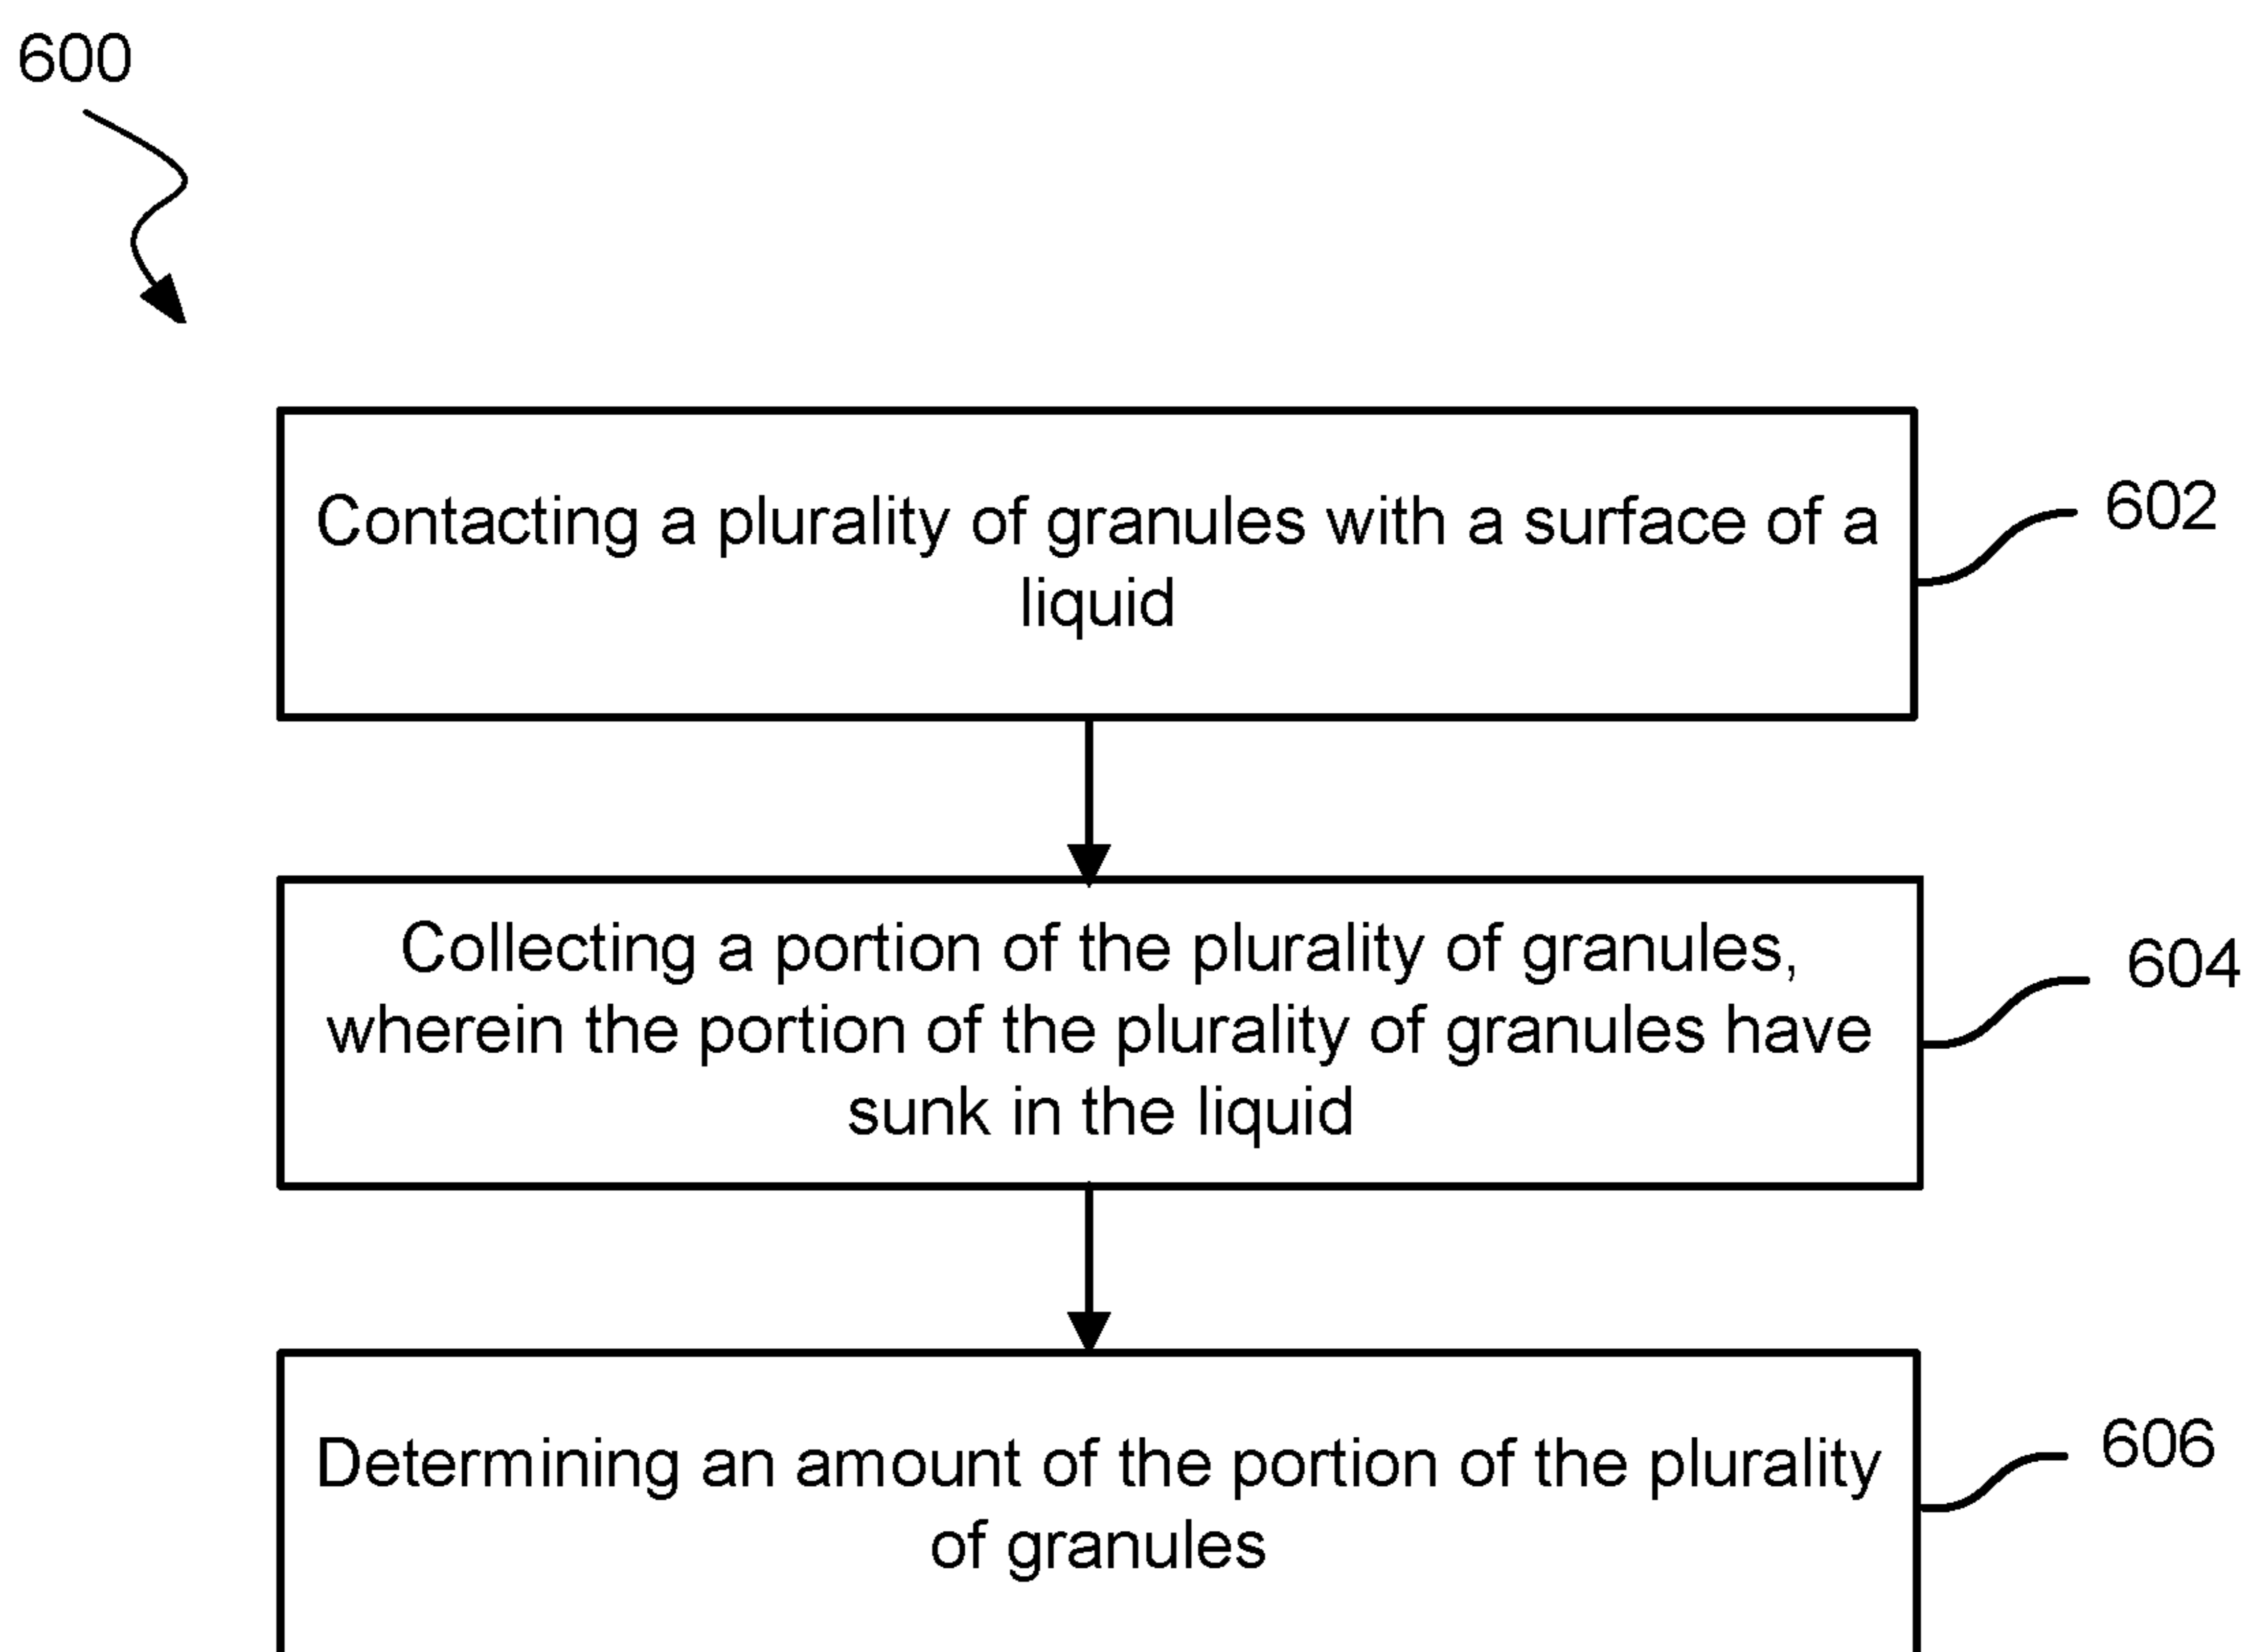 600
Contacting a plurality of granules with a surface of a
liquid
602
Collecting a portion of the plurality of granules,
wherein the portion of the plurality of granules have
sunk in the liquid
604
Determining an amount of the portion of the plurality
of granules
606